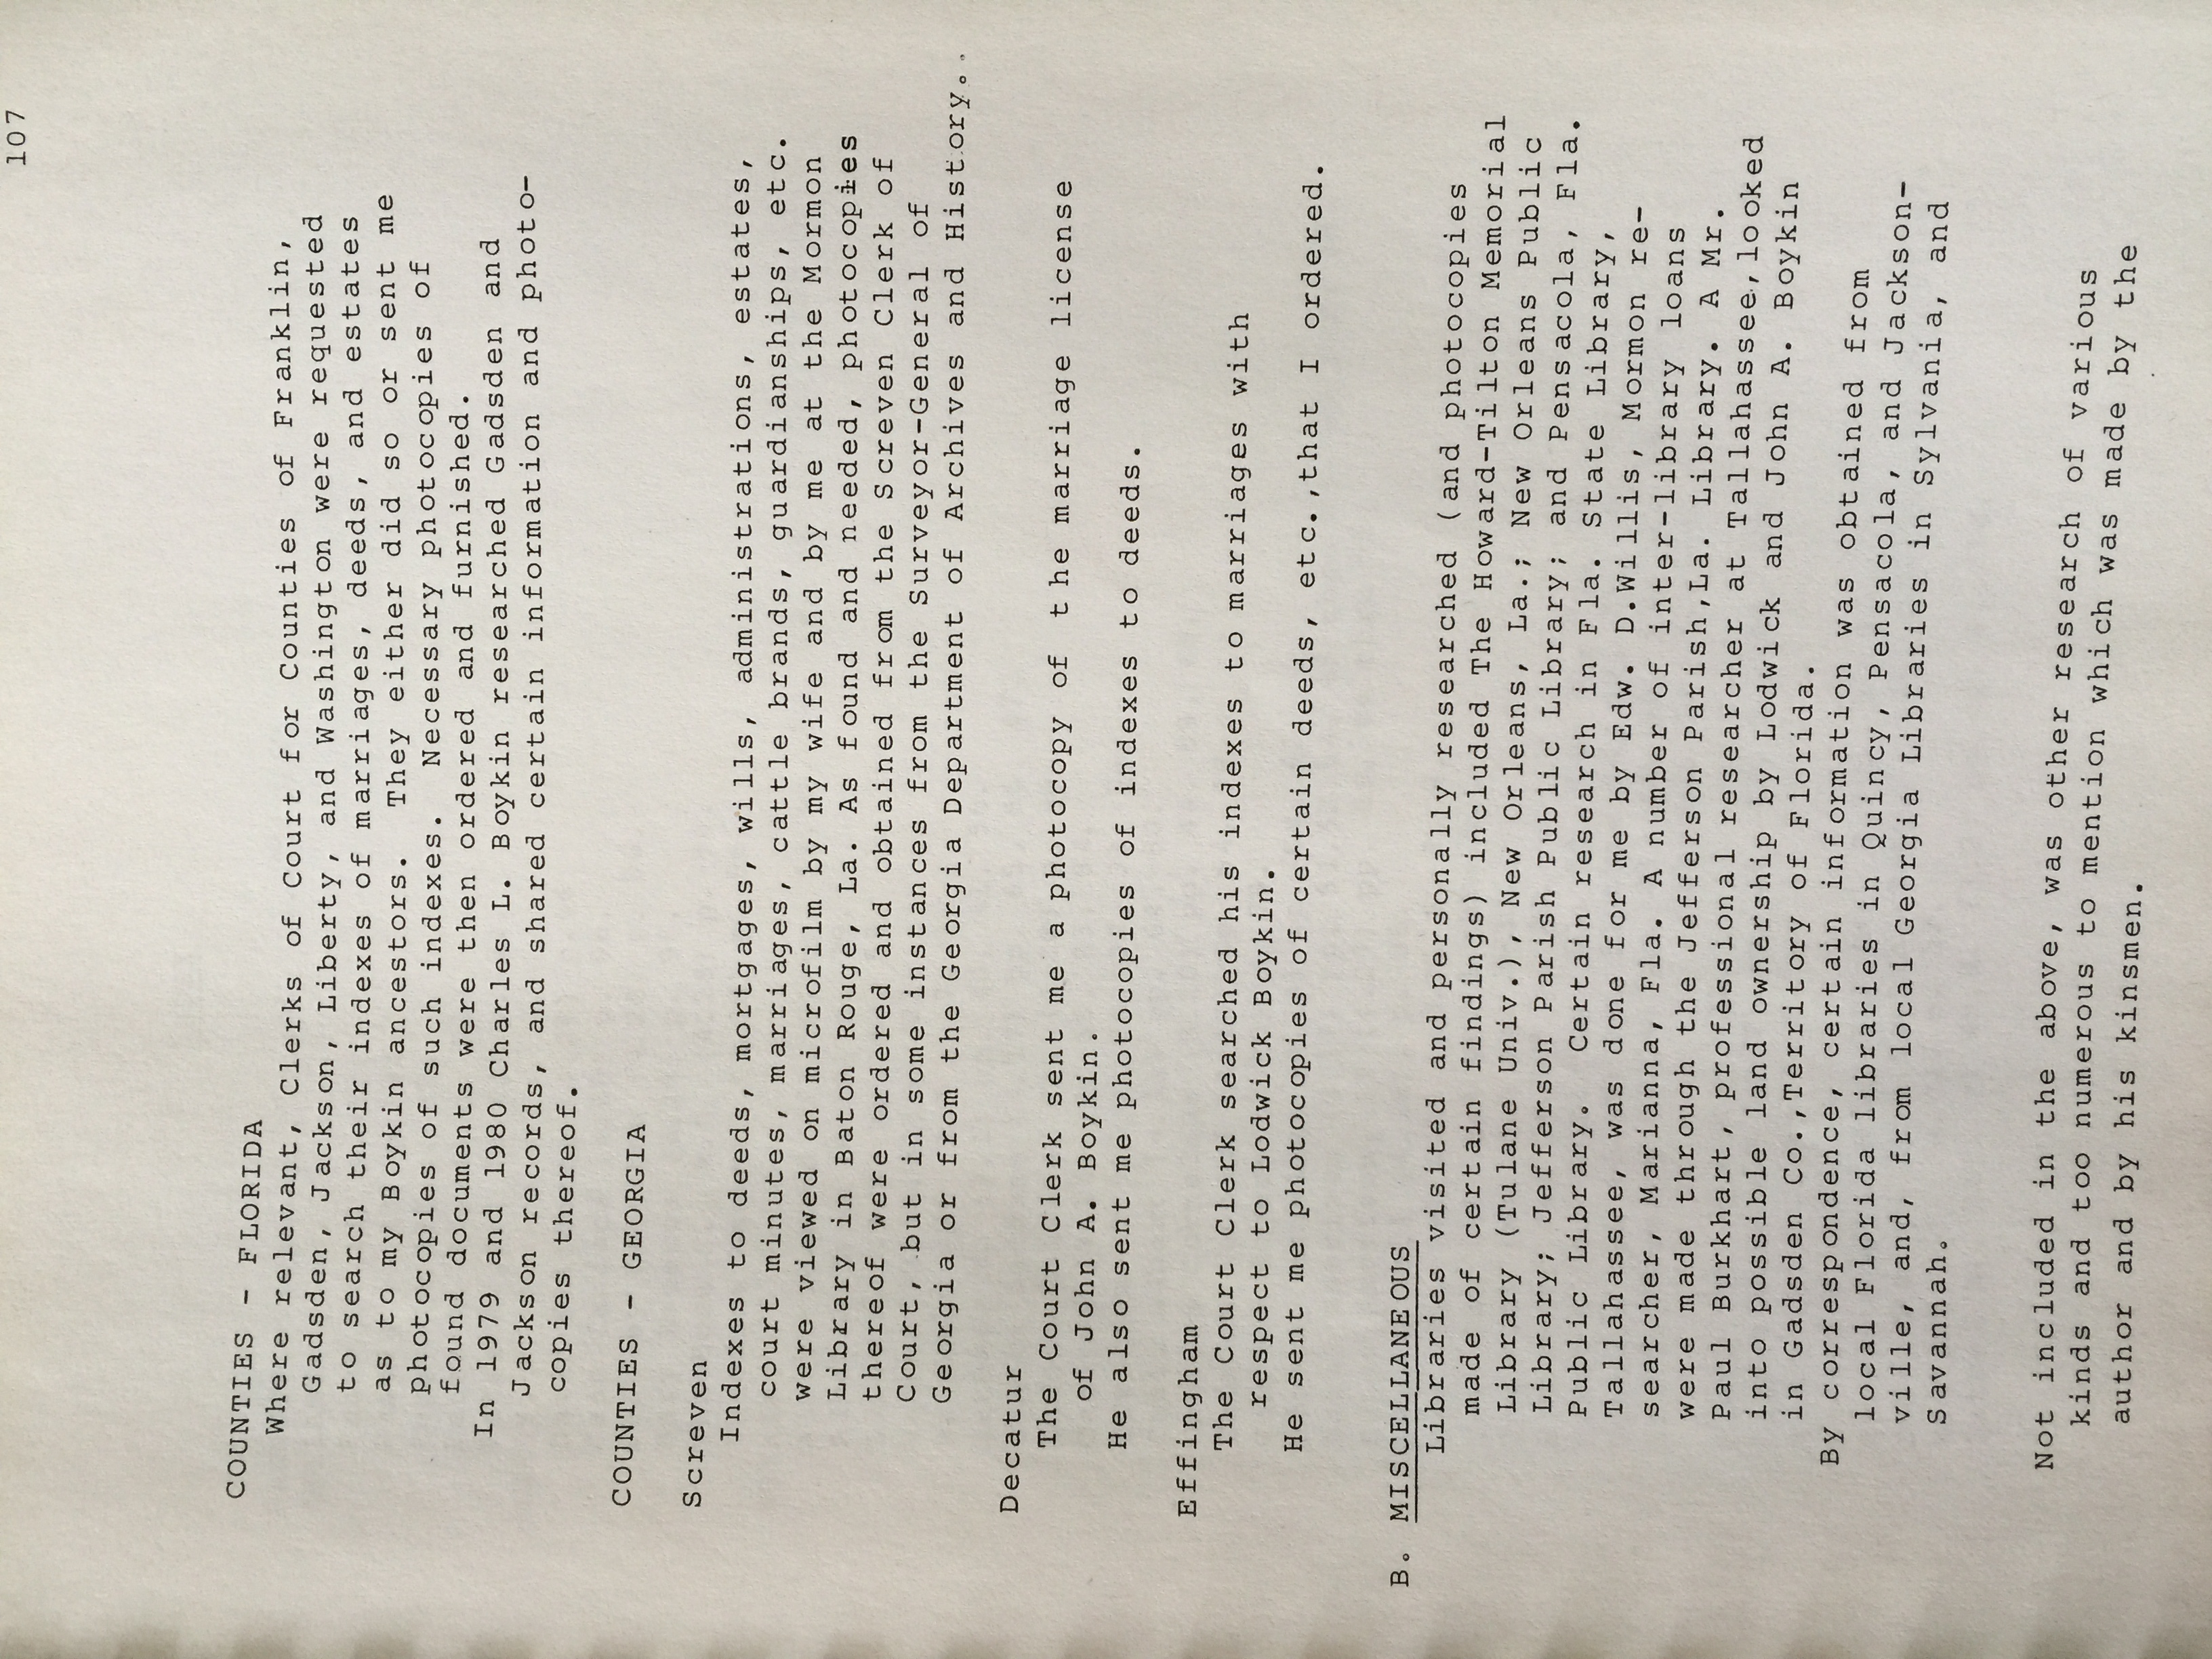 107
COUNTIES - FLORIDA
Where relevant, Clerks of Court for Counties of Franklin,
Gadsden, Jackson, Liberty, and Washington were requested
to search their indexes of marriages, deeds, and estates
as to my Boykin ancestors. They either did so or sent me
photocopies of such indexes. Necessary photocopies of
found documents were then ordered and furnished.
In 1979 and 1980 Charles L. Boykin researched Gadsden and
Jackson records, and shared certain information and photo-
copies thereof.
COUNTIES - GEORGIA
Screven
Indexes to deeds, mortgages, wills, administrations, estates,
court minutes, marriages, cattle brands, guardianships, etc.
were viewed on microfilm by my wife and by me at the Mormon
Library in Baton Rouge, La. As found and needed, photocopies
thereof were ordered and obtained from the Screven Clerk of
Court, but in some instances from the Surveyor-General of
Georgia or from the Georgia Department of Archives and History.
Decatur
The Court Clerk sent me a photocopy of the marriage license
of John A. Boykin.
He also sent me photocopies of indexes to deeds.
Effingham
The Court Clerk searched his indexes to marriages with
respect to Lodwick Boykin.
He sent me photocopies of certain deeds, etc.,that I ordered.
B. MISCELLANEOUS
Libraries visited and personally researched (and photocopies
made of certain findings) included The Howard-Tilton Memorial
Library (Tulane Univ.), New Orleans, La.; New Orleans Public
Library; Jefferson Parish Public Library; and Pensacola, Fla.
Public Library. Certain research in Fla. State Library,
Tallahassee, was done for me by Edw. D.Willis, Mormon re-
searcher, Marianna, Fla. A number of inter-library loans
were made through the Jefferson Parish,La. Library. A Mr.
Paul Burkhart, professional researcher at Tallahassee,looked
into possible land ownership by Lodwick and John A. Boykin
in Gadsden Co.,Territory of Florida.
By correspondence, certain information was obtained from
local Florida libraries in Quincy, Pensacola, and Jackson-
ville, and, from local Georgia Libraries in Sylvania, and
Savannah.
Not included in the above, was other research of various
kinds and too numerous to mention which was made by the
author and by his kinsmen.